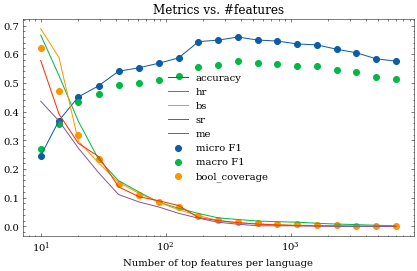 Metrics vs. #features
0.7
0.6
0.5
0.4
0.3
0.2
0.1
0.0
accuracy
hr
bs
sr
me
micro F1
macro F1
bool_coverage
10¹
10²
10³
Number of top features per language